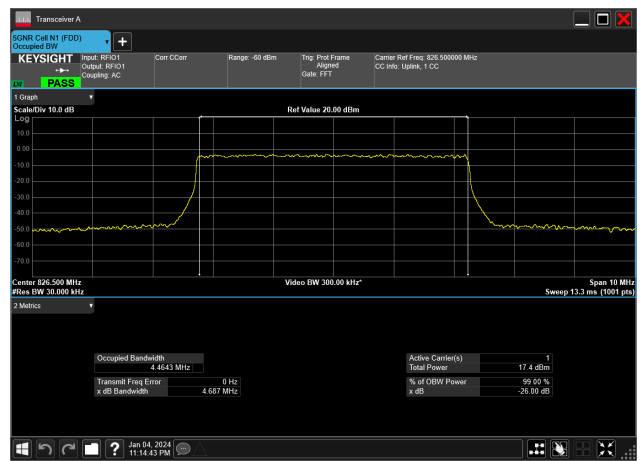 Transceiver A
5GNR Cell N1 (FDD)
Occupied BW
KEYSIGHT
PASS
Input: RFIO1
Output: RFIO1
Coupling: AC
Corr CCorr
Range: -60 dBm
Trig: Prot Frame
Aligned
Gate: FFT
Carrier Ref Freq: 826.500000 MHz
CC Info: Uplink, 1 CC
1 Graph
Scale/Div 10.0 dB
Ref Value 20.00 dBm
Log
10.0
0.00
-10.0
-20.0
-30.0
-40.0
-50.0
-60.0
-70.0
Center 826.500 MHz
Video BW 300.00 kHz*
Span 10 MHz
#Res BW 30.000 kHz
Sweep 13.3 ms (1001 pts)
2 Metrics
Occupied Bandwidth
4.4643 MHz
Transmit Freq Error 0 Hz
x dB Bandwidth 4.687 MHz
Active Carrier(s) 1
Total Power 17.4 dBm
% of OBW Power 99.00 %
x dB -26.00 dB
Jan 04, 2024
11:14:43 PM